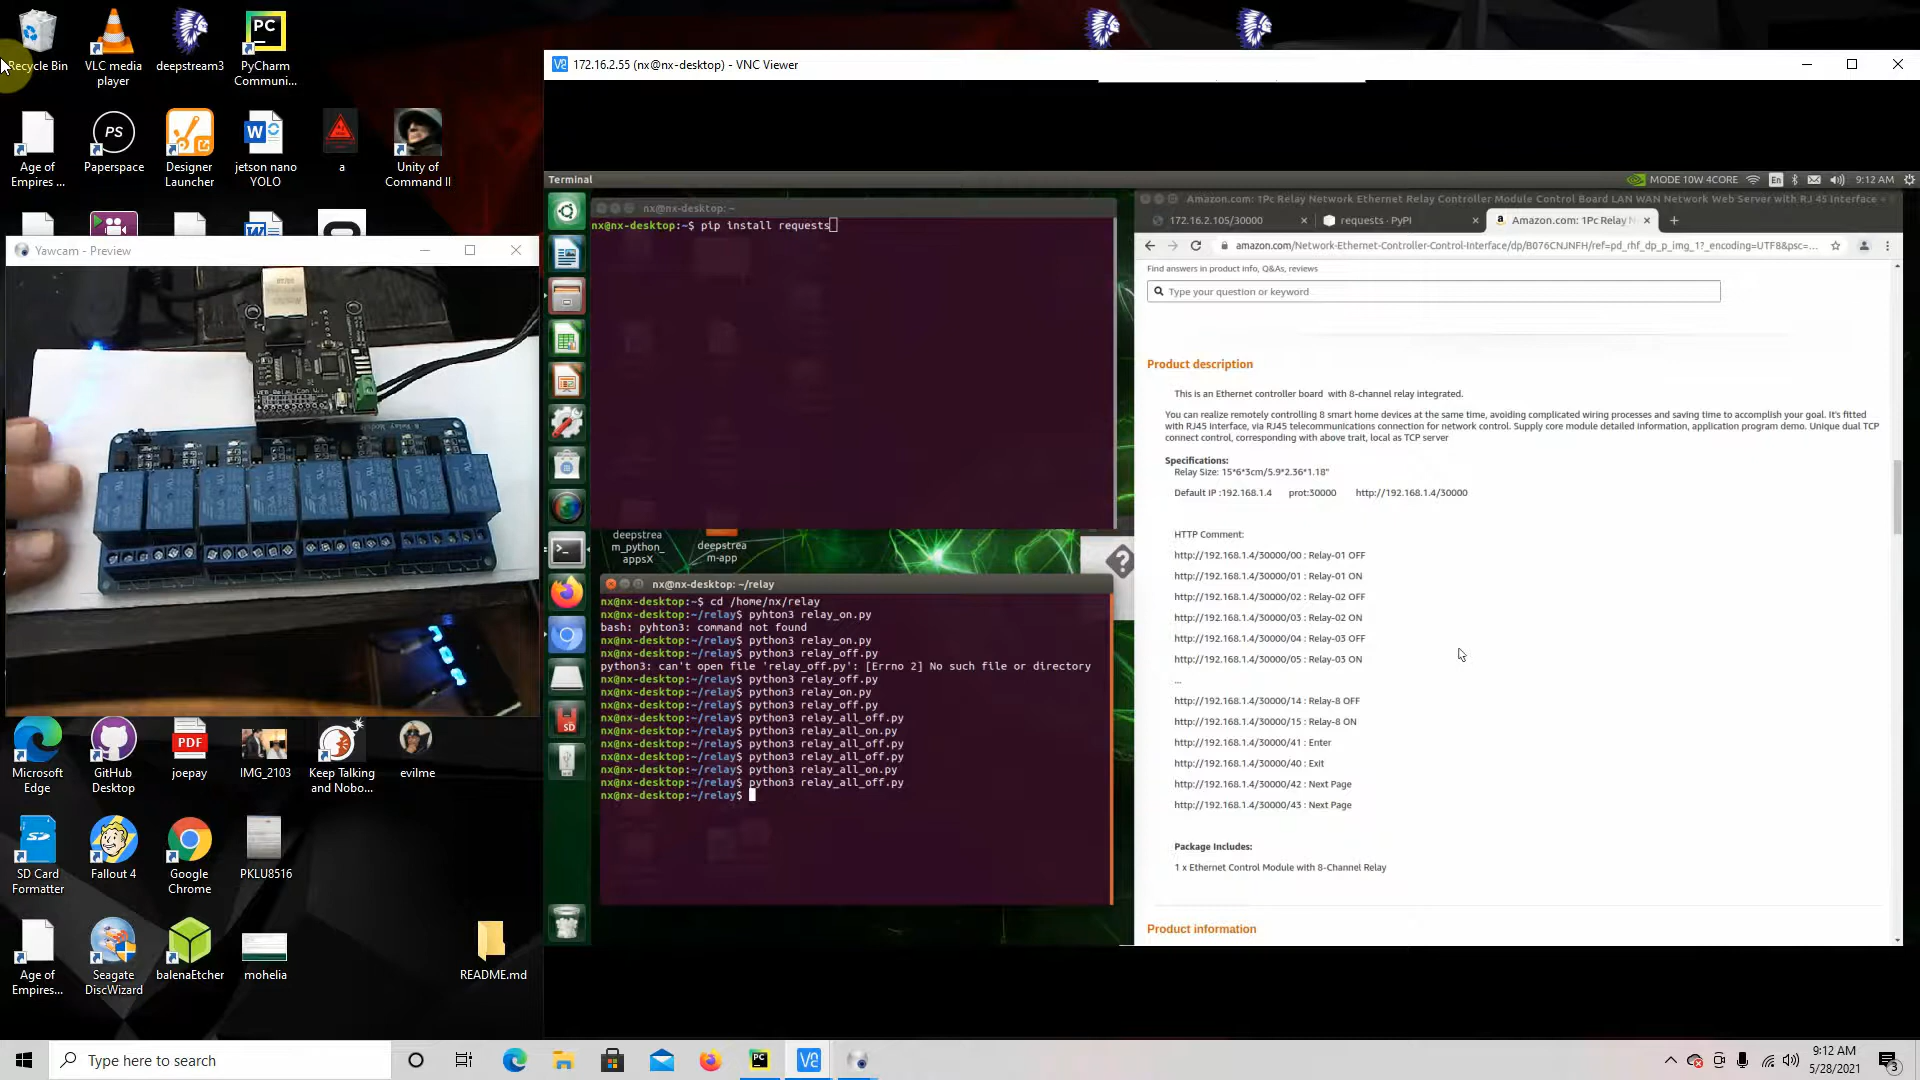 Recycle Bin
VLC media
player
deepstream3
PC
PyCharm
Communi...
Age of
Empires ...
PS
Paperspace
Designer
Launcher
jetson nano
YOLO
a
Unity of
Command II
Yawcam - Preview
Microsoft
Edge
GitHub
Desktop
PDF
joepay
IMG_2103
Keep Talking
and Nobo...
evilme
SD
SD Card
Formatter
Fallout 4
Google
Chrome
PKLU8516
Age of
Empires...
Seagate
DiscWizard
balenaEtcher
mohelia
README.md
172.16.2.55 (nx@nx-desktop) - VNC Viewer
Terminal
MODE 10W 4CORE
En
9:12 AM
nx@nx-desktop: ~
nx@nx-desktop:~$ pip install requests
deepstrea
m_python_
appsX
deepstrea
m-app
nx@nx-desktop: ~/relay
nx@nx-desktop:~$ cd /home/nx/relay
nx@nx-desktop:~/relay$ pyhton3 relay_on.py
bash: pyhton3: command not found
nx@nx-desktop:~/relay$ python3 relay_on.py
nx@nx-desktop:~/relay$ python3 relay_off.py
python3: can't open file 'relay_off.py': [Errno 2] No such file or directory
nx@nx-desktop:~/relay$ python3 relay_off.py
nx@nx-desktop:~/relay$ python3 relay_on.py
nx@nx-desktop:~/relay$ python3 relay_off.py
nx@nx-desktop:~/relay$ python3 relay_all_off.py
nx@nx-desktop:~/relay$ python3 relay_all_on.py
nx@nx-desktop:~/relay$ python3 relay_all_off.py
nx@nx-desktop:~/relay$ python3 relay_all_off.py
nx@nx-desktop:~/relay$ python3 relay_all_on.py
nx@nx-desktop:~/relay$ python3 relay_all_off.py
nx@nx-desktop:~/relay$
Amazon.com: 1Pc Relay Network Ethernet Relay Controller Module Control Board LAN WAN Network Web Server with RJ 45 Interface
172.16.2.105/30000
requests · PyPI
Amazon.com: 1Pc Relay N
amazon.com/Network-Ethernet-Controller-Control-Interface/dp/B076CNJNFH/ref=pd_rhf_dp_p_img_1?_encoding=UTF8&psc=...
Find answers in product info, Q&As, reviews
Type your question or keyword
Product description
This is an Ethernet controller board with 8-channel relay integrated.
You can realize remotely controlling 8 smart home devices at the same time, avoiding complicated wiring processes and saving time to accomplish your goal. It's fitted
with RJ45 Interface, via RJ45 telecommunications connection for network control. Supply core module detailed information, application program demo. Unique dual TCP
connect control, corresponding with above trait, local as TCP server
Specifications:
Relay Size: 15*6*3cm/5.9*2.36*1.18"
Default IP :192.168.1.4 prot:30000 http://192.168.1.4/30000
HTTP Comment:
http://192.168.1.4/30000/00 : Relay-01 OFF
http://192.168.1.4/30000/01 : Relay-01 ON
http://192.168.1.4/30000/02 : Relay-02 OFF
http://192.168.1.4/30000/03 : Relay-02 ON
http://192.168.1.4/30000/04 : Relay-03 OFF
http://192.168.1.4/30000/05 : Relay-03 ON
...
http://192.168.1.4/30000/14 : Relay-8 OFF
http://192.168.1.4/30000/15 : Relay-8 ON
http://192.168.1.4/30000/41 : Enter
http://192.168.1.4/30000/40 : Exit
http://192.168.1.4/30000/42 : Next Page
http://192.168.1.4/30000/43 : Next Page
Package Includes:
1 x Ethernet Control Module with 8-Channel Relay
Product information
Type here to search
9:12 AM
5/28/2021
3